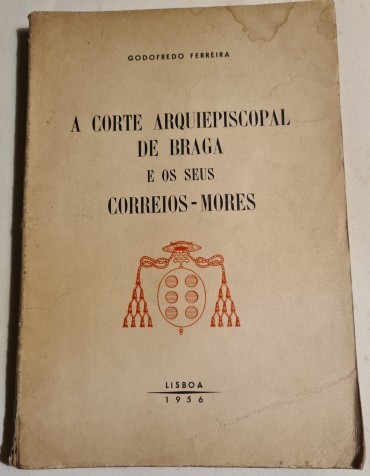 GODOFREDO FERREIRA
A CORTE ARQUIEPISCOPAL
DE BRAGA
E OS SEUS
CORREIOS-MORES
LISBOA
1956